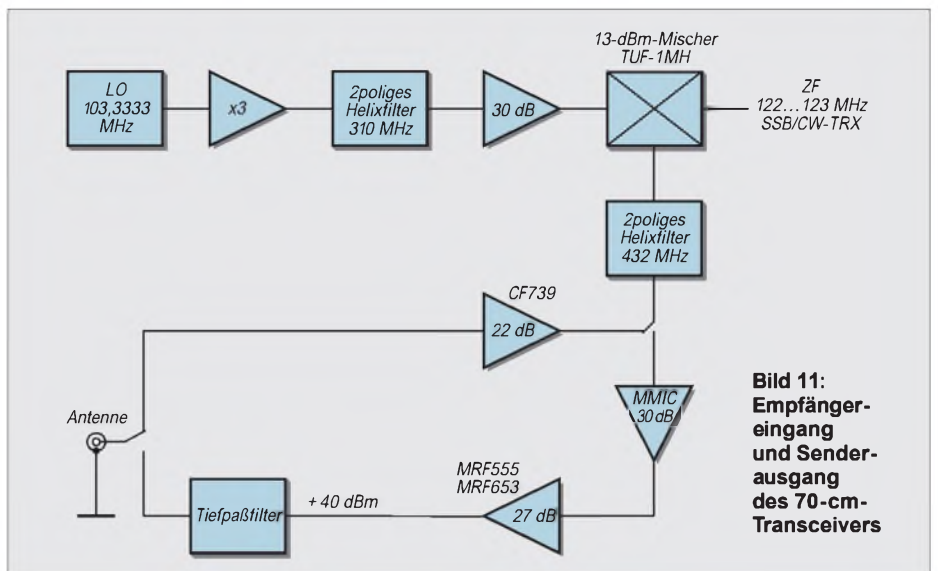 LO
103,3333
MHz
x3
2poliges
Helixfilter
310 MHz
30 dB
13-dBm-Mischer
TUF-1MH
ZF
122...123 MHz
SSB/CW-TRX
2poliges
Helixfilter
432 MHz
CF739
22 dB
Antenne
MMIC
30 dB
MRF555
MRF653
27 dB
+ 40 dBm
Tiefpaßfilter
Bild 11:
Empfänger-
eingang
und Sender-
ausgang
des 70-cm-
Transceivers